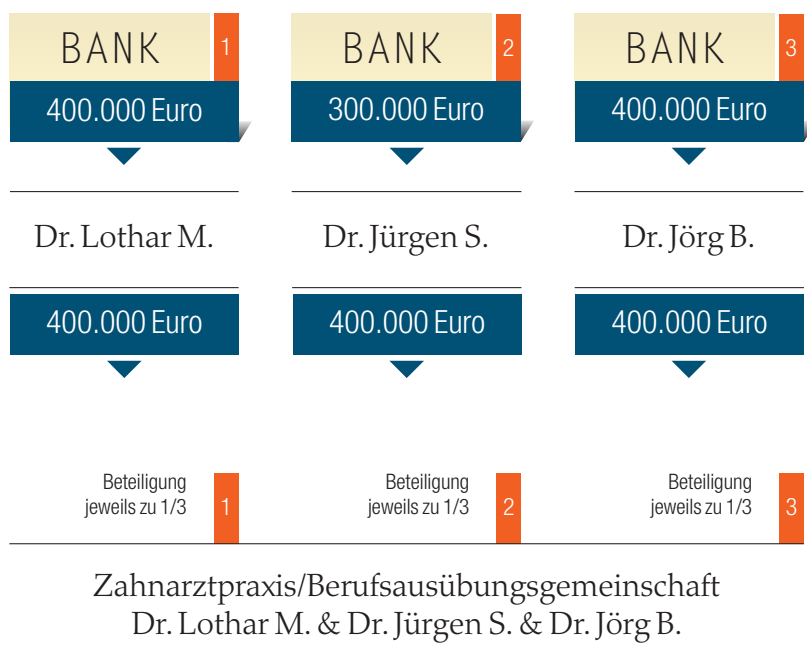 BANK 1
BANK 2
BANK 3
400.000 Euro
300.000 Euro
400.000 Euro
Dr. Lothar M.
Dr. Jürgen S.
Dr. Jörg B.
400.000 Euro
400.000 Euro
400.000 Euro
Beteiligung
jeweils zu 1/3
1
Beteiligung
jeweils zu 1/3
2
Beteiligung
jeweils zu 1/3
3
Zahnarztpraxis/Berufsausübungsgemeinschaft
Dr. Lothar M. & Dr. Jürgen S. & Dr. Jörg B.